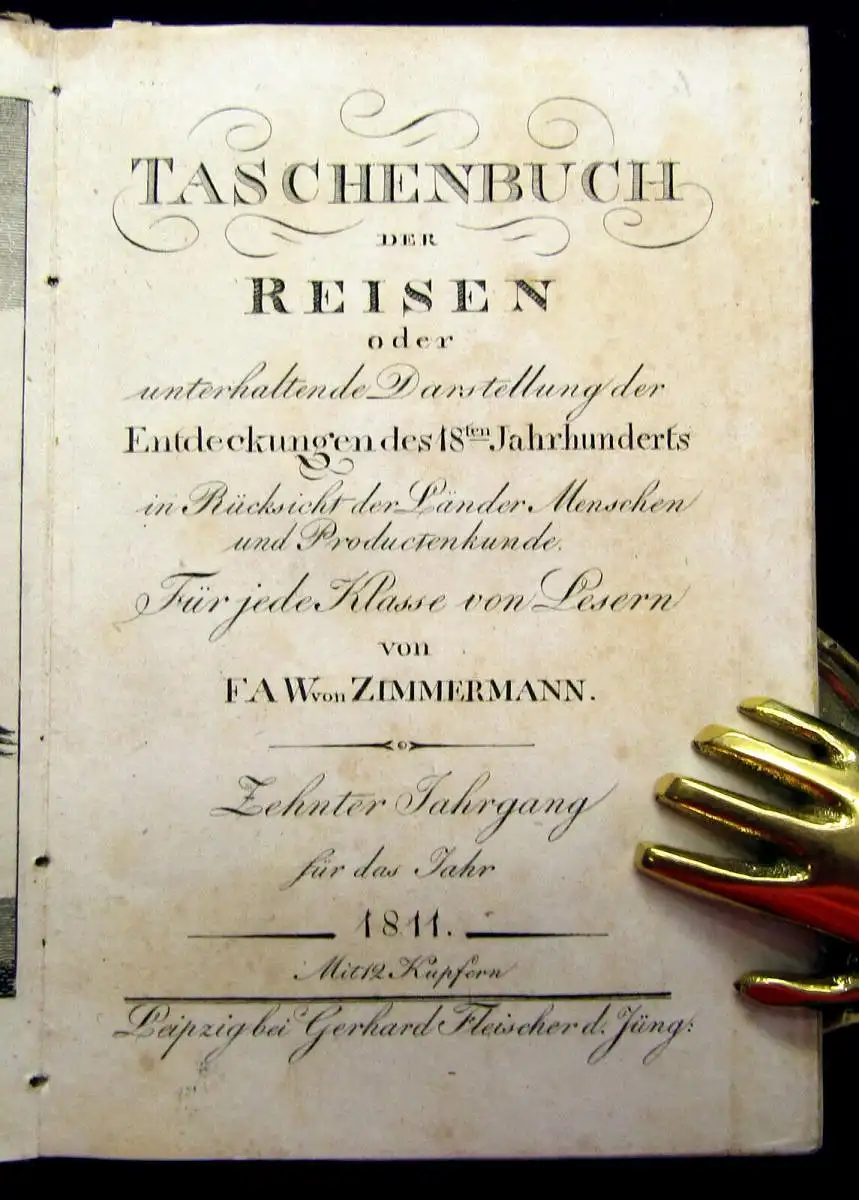 TASCHENBUCH
DER
REISEN
oder
unterhaltende Darstellung der
Entdeckungen des 18ten Jahrhunderts
in Rücksicht der Länder, Menschen
und Productenkunde.
Für jede Klasse von Lesern
von
F A W von ZIMMERMANN.
Zehnter Jahrgang
für das Jahr
1811.
Mit 12 Kupfern
Leipzig bei Gerhard Fleischer d. Jüng: